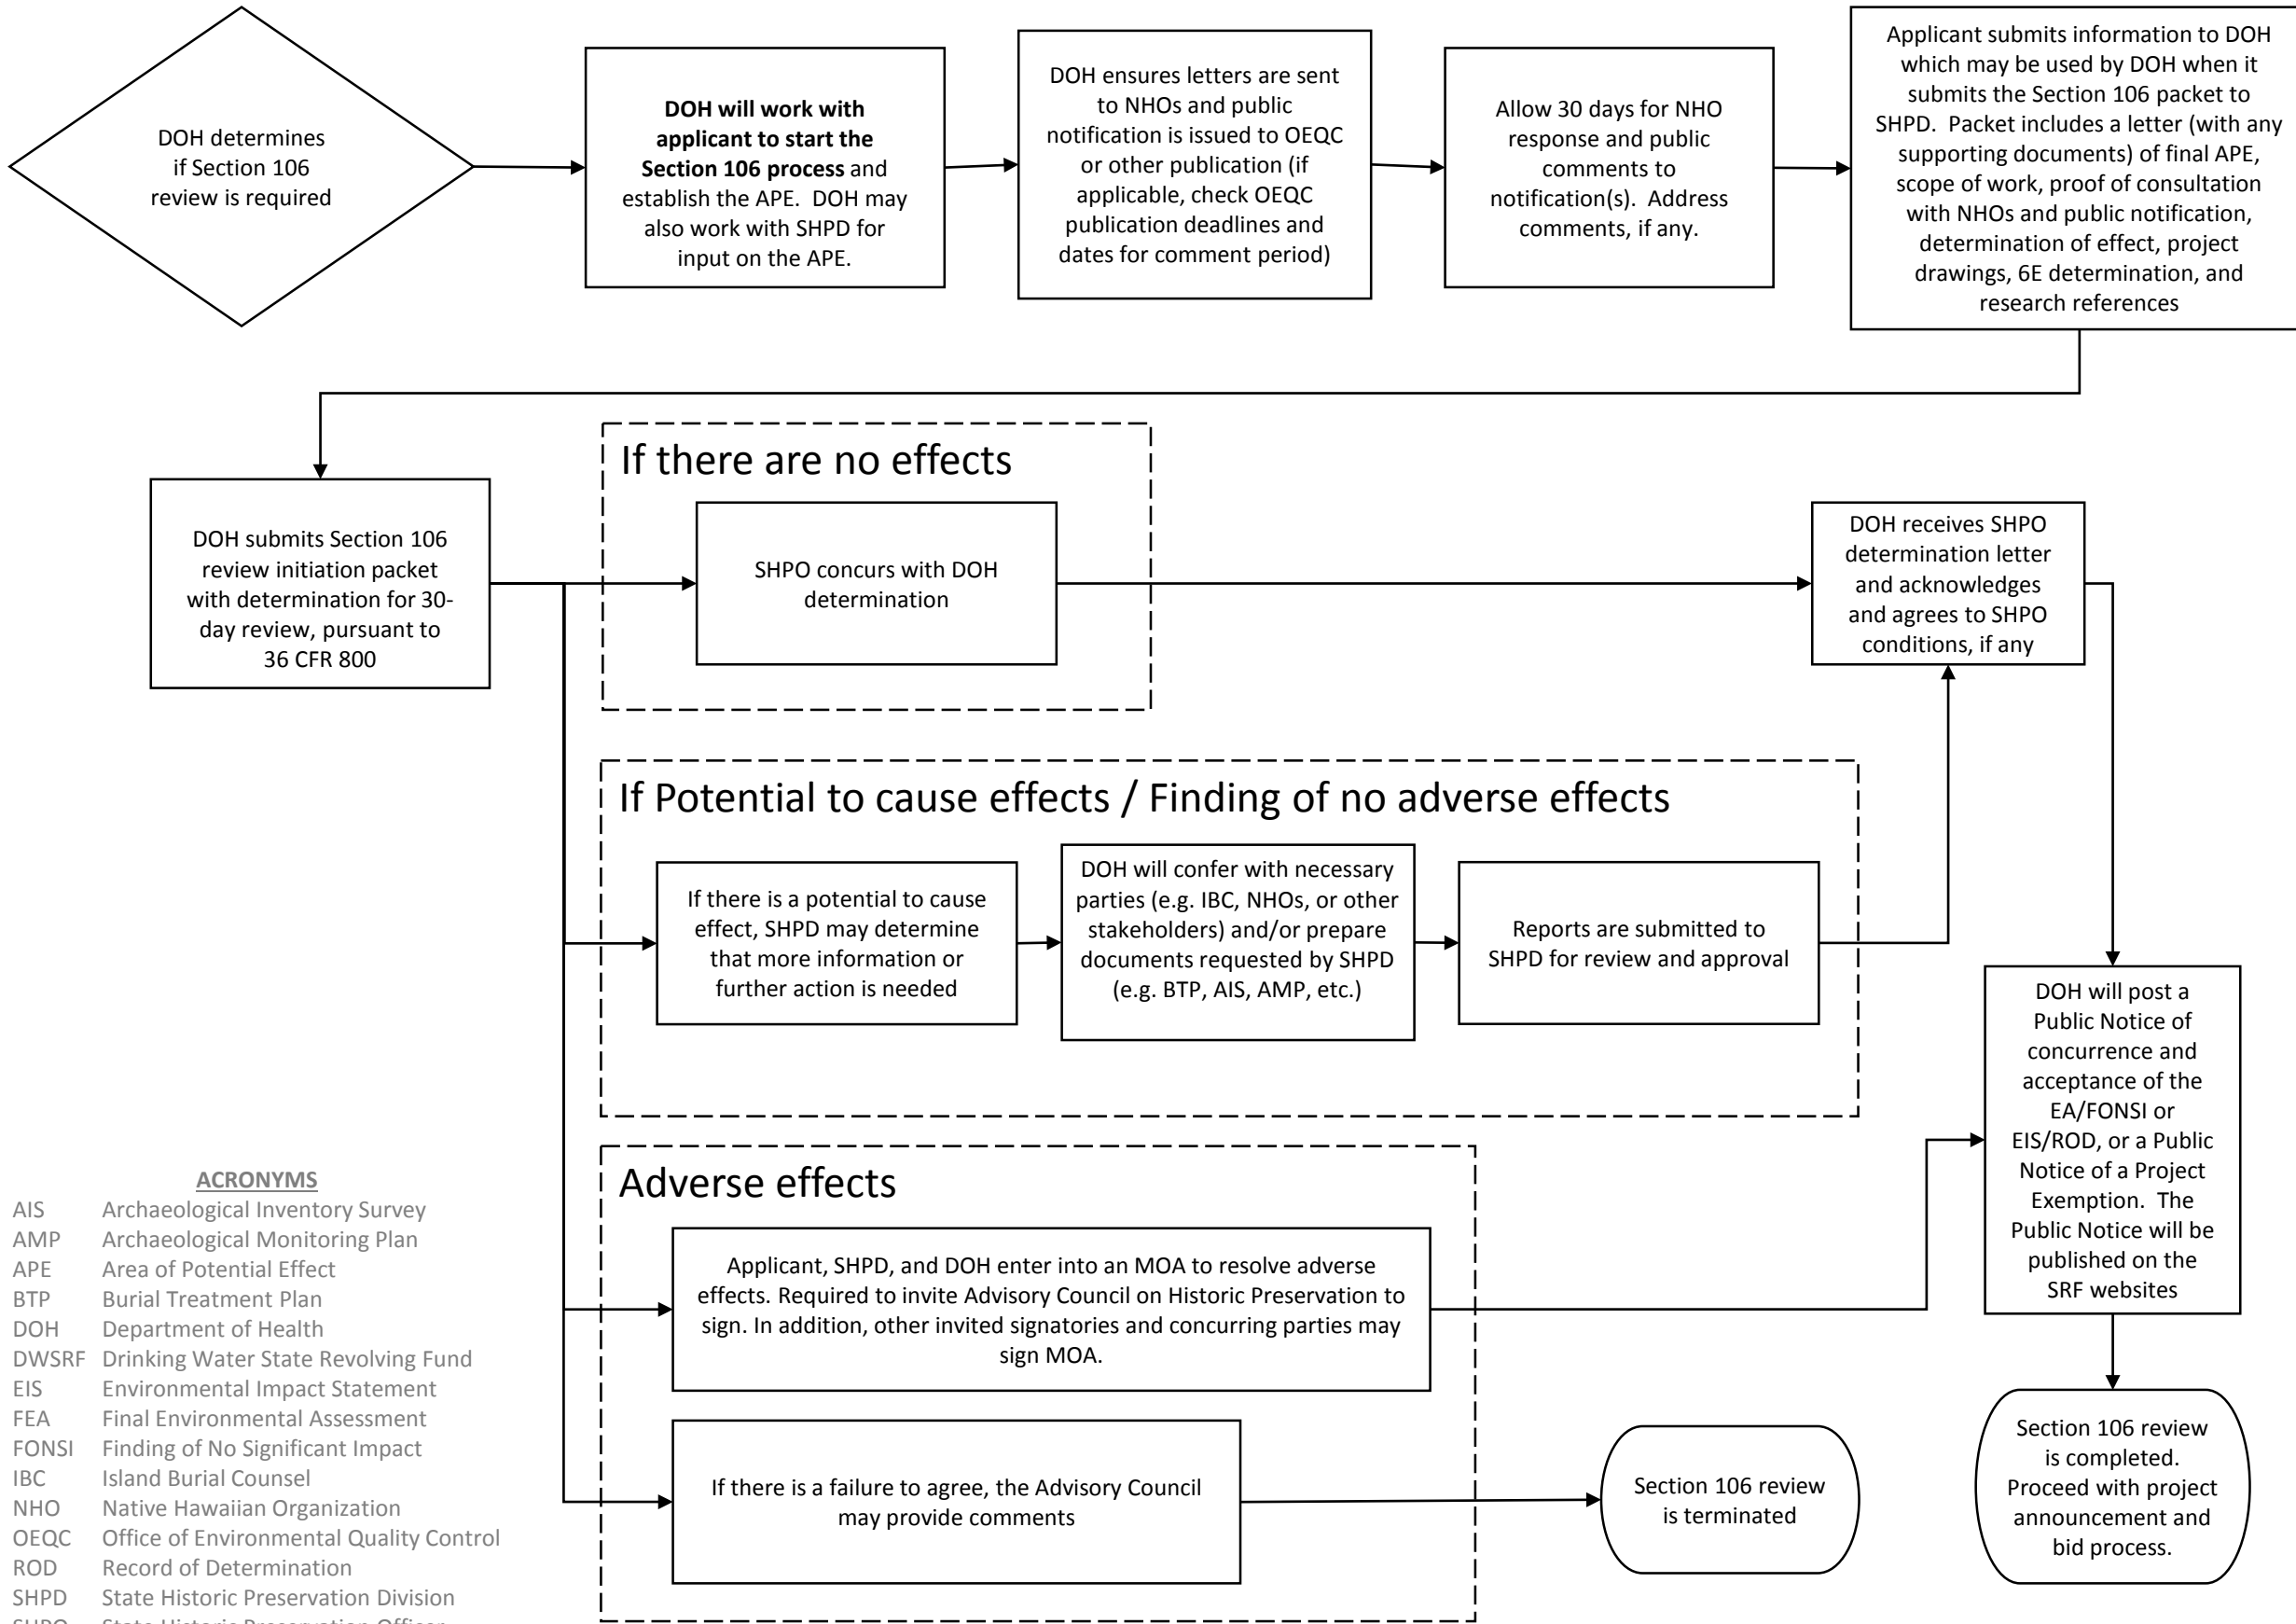 DOH determines
if Section 106
review is required
DOH will work with
applicant to start the
Section 106 process and
establish the APE.  DOH may
also work with SHPD for
input on the APE.
DOH ensures letters are sent
to NHOs and public
notification is issued to OEQC
or other publication (if
applicable, check OEQC
publication deadlines and
dates for comment period)
Allow 30 days for NHO
response and public
comments to
notification(s).  Address
comments, if any.
Applicant submits information to DOH
which may be used by DOH when it
submits the Section 106 packet to
SHPD.  Packet includes a letter (with any
supporting documents) of final APE,
scope of work, proof of consultation
with NHOs and public notification,
determination of effect, project
drawings, 6E determination, and
research references
DOH submits Section 106
review initiation packet
with determination for 30-
day review, pursuant to
36 CFR 800
If there are no effects
SHPO concurs with DOH
determination
DOH receives SHPO
determination letter
and acknowledges
and agrees to SHPO
conditions, if any
If Potential to cause effects / Finding of no adverse effects
If there is a potential to cause
effect, SHPD may determine
that more information or
further action is needed
DOH will confer with necessary
parties (e.g. IBC, NHOs, or other
stakeholders) and/or prepare
documents requested by SHPD
(e.g. BTP, AIS, AMP, etc.)
Reports are submitted to
SHPD for review and approval
DOH will post a
Public Notice of
concurrence and
acceptance of the
EA/FONSI or
EIS/ROD, or a Public
Notice of a Project
Exemption.  The
Public Notice will be
published on the
SRF websites
Adverse effects
Applicant, SHPD, and DOH enter into an MOA to resolve adverse
effects. Required to invite Advisory Council on Historic Preservation to
sign. In addition, other invited signatories and concurring parties may
sign MOA.
If there is a failure to agree, the Advisory Council
may provide comments
Section 106 review
is terminated
Section 106 review
is completed.
Proceed with project
announcement and
bid process.
ACRONYMS
AIS Archaeological Inventory Survey
AMP Archaeological Monitoring Plan
APE Area of Potential Effect
BTP Burial Treatment Plan
DOH Department of Health
DWSRF Drinking Water State Revolving Fund
EIS Environmental Impact Statement
FEA Final Environmental Assessment
FONSI Finding of No Significant Impact
IBC Island Burial Counsel
NHO Native Hawaiian Organization
OEQC Office of Environmental Quality Control
ROD Record of Determination
SHPD State Historic Preservation Division
SHPO State Historic Preservation Officer